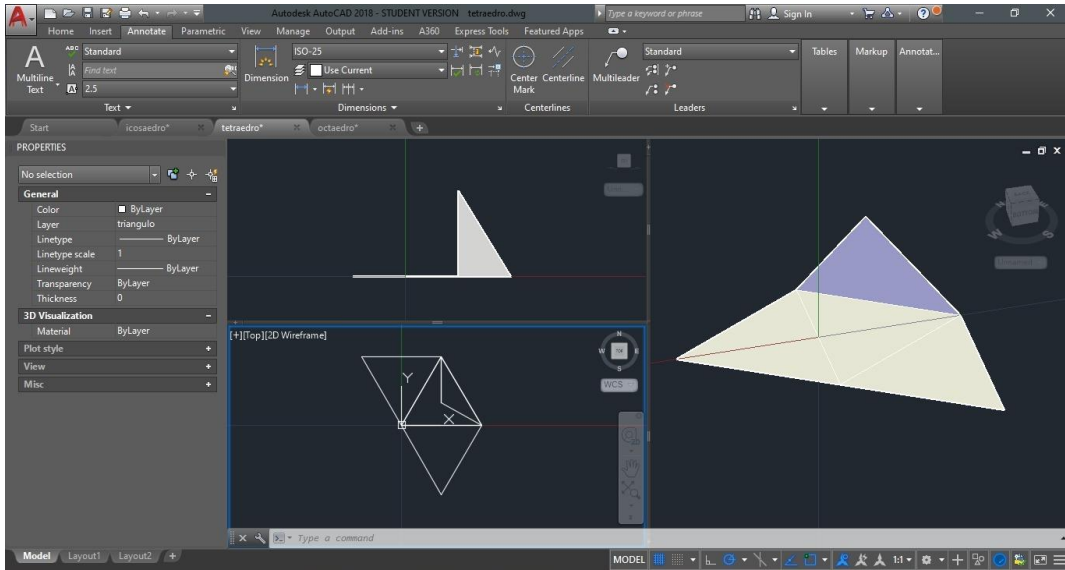 Autodesk AutoCAD 2018 - STUDENT VERSION tetraedro.dwg
Type a keyword or phrase
Sign In
Home Insert Annotate Parametric View Manage Output Add-ins A360 Express Tools Featured Apps
A
Multiline
Text
ABC Standard
Find text
2.5
Text
Dimension
ISO-25
Use Current
Dimensions
Center
Mark
Centerline
Centerlines
Multileader
Standard
Leaders
Tables
Markup
Annotat...
Start icosaedro* tetraedro* octaedro*
PROPERTIES
No selection
General
Color ByLayer
Layer triangulo
Linetype ByLayer
Linetype scale 1
Lineweight ByLayer
Transparency ByLayer
Thickness 0
3D Visualization
Material ByLayer
Plot style
View
Misc
[+][Top][2D Wireframe]
Y
X
N
W
TOP
E
S
WCS
W
S
Unnamed
Type a command
Model Layout1 Layout2 +
MODEL
1:1